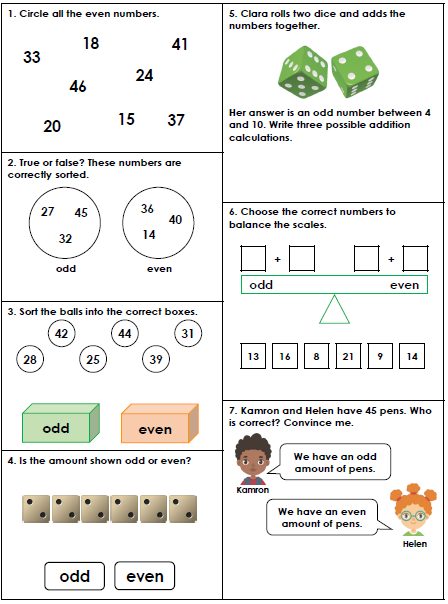 1. Circle all the even numbers.
18
41
33
24
46
15
37
20
2. True or false? These numbers are
correctly sorted.
27
45
32
odd
36
40
14
even
3. Sort the balls into the correct boxes.
42
44
31
28
25
39
odd
even
4. Is the amount shown odd or even?
odd
even
5. Clara rolls two dice and adds the
numbers together.
Her answer is an odd number between 4
and 10. Write three possible addition
calculations.
6. Choose the correct numbers to
balance the scales.
+
+
odd
even
13
16
8
21
9
14
7. Kamron and Helen have 45 pens. Who
is correct? Convince me.
We have an odd
amount of pens.
Kamron
We have an even
amount of pens.
Helen